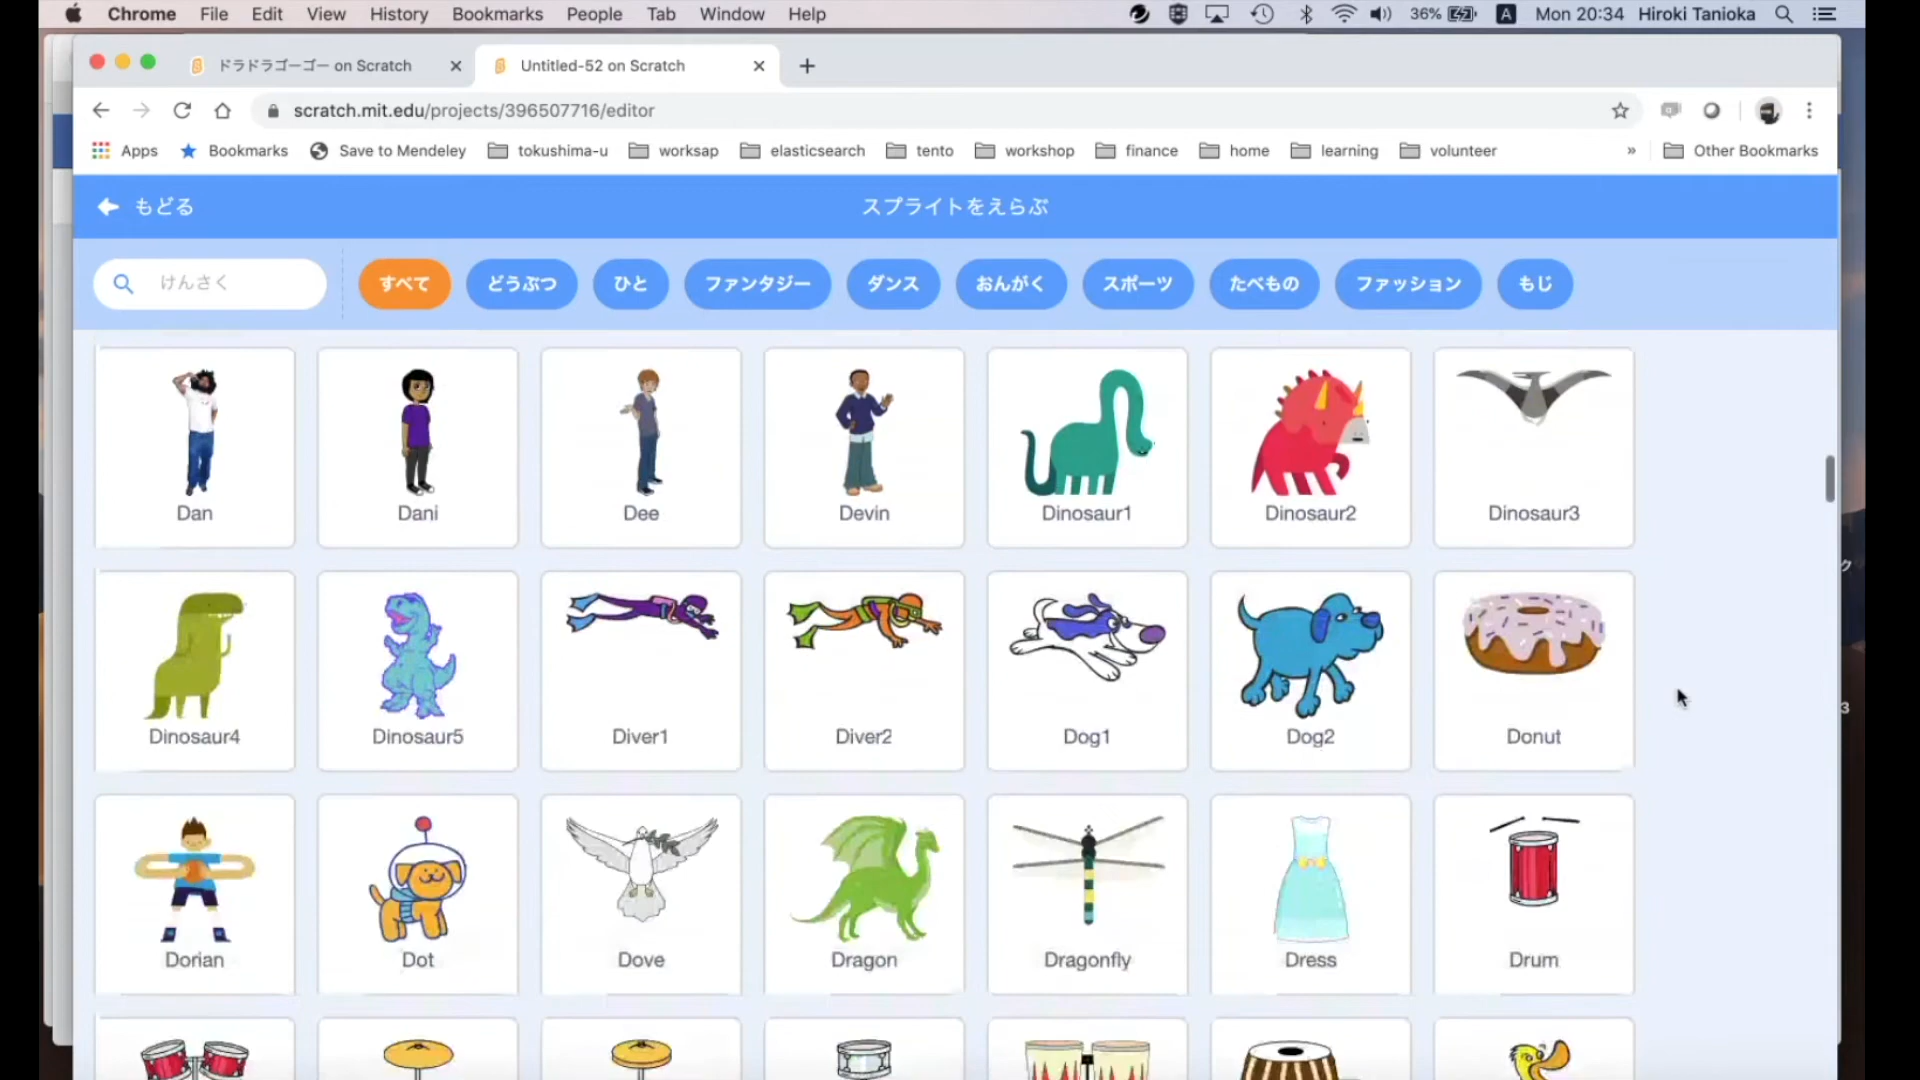 Chrome File Edit View History Bookmarks People Tab Window Help 36% A Mon 20:34 Hiroki Tanioka
ドラドラゴーゴー on Scratch Untitled-52 on Scratch
scratch.mit.edu/projects/396507716/editor
Apps Bookmarks Save to Mendeley tokushima-u worksap elasticsearch tento workshop finance home learning volunteer » Other Bookmarks
もどる スプライトをえらぶ
けんさく すべて どうぶつ ひと ファンタジー ダンス おんがく スポーツ たべもの ファッション もじ
Dan Dani Dee Devin Dinosaur1 Dinosaur2 Dinosaur3
Dinosaur4 Dinosaur5 Diver1 Diver2 Dog1 Dog2 Donut
Dorian Dot Dove Dragon Dragonfly Dress Drum